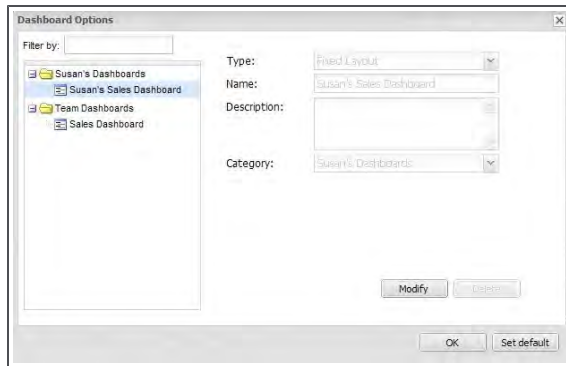 Dashboard Options
Filter by:
Susan's Dashboards
Susan's Sales Dashboard
Team Dashboards
Sales Dashboard
Type: Fixed Layout
Name: Susan's Sales Dashboard
Description:
Category: Susan's Dashboards
Modify Delete
OK Set default